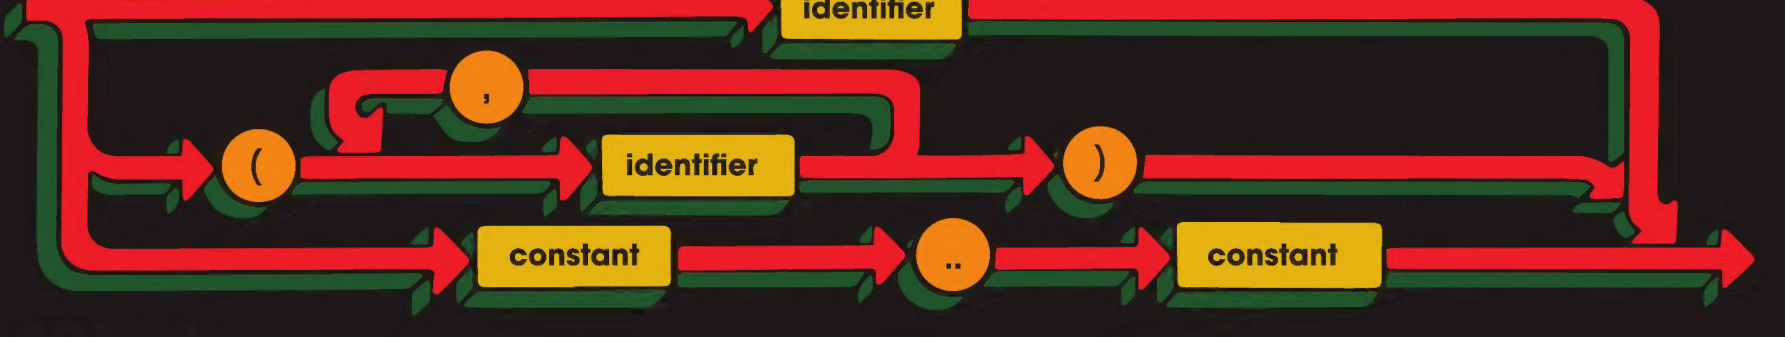 identifier
,
( identifier )
constant .. constant